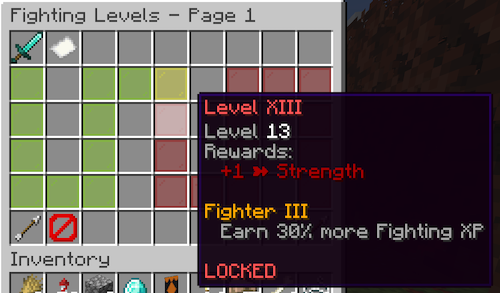 Fighting Levels - Page 1
Level XIII
Level 13
Rewards:
+1 ➳ Strength
Fighter III
Earn 30% more Fighting XP
LOCKED
Inventory